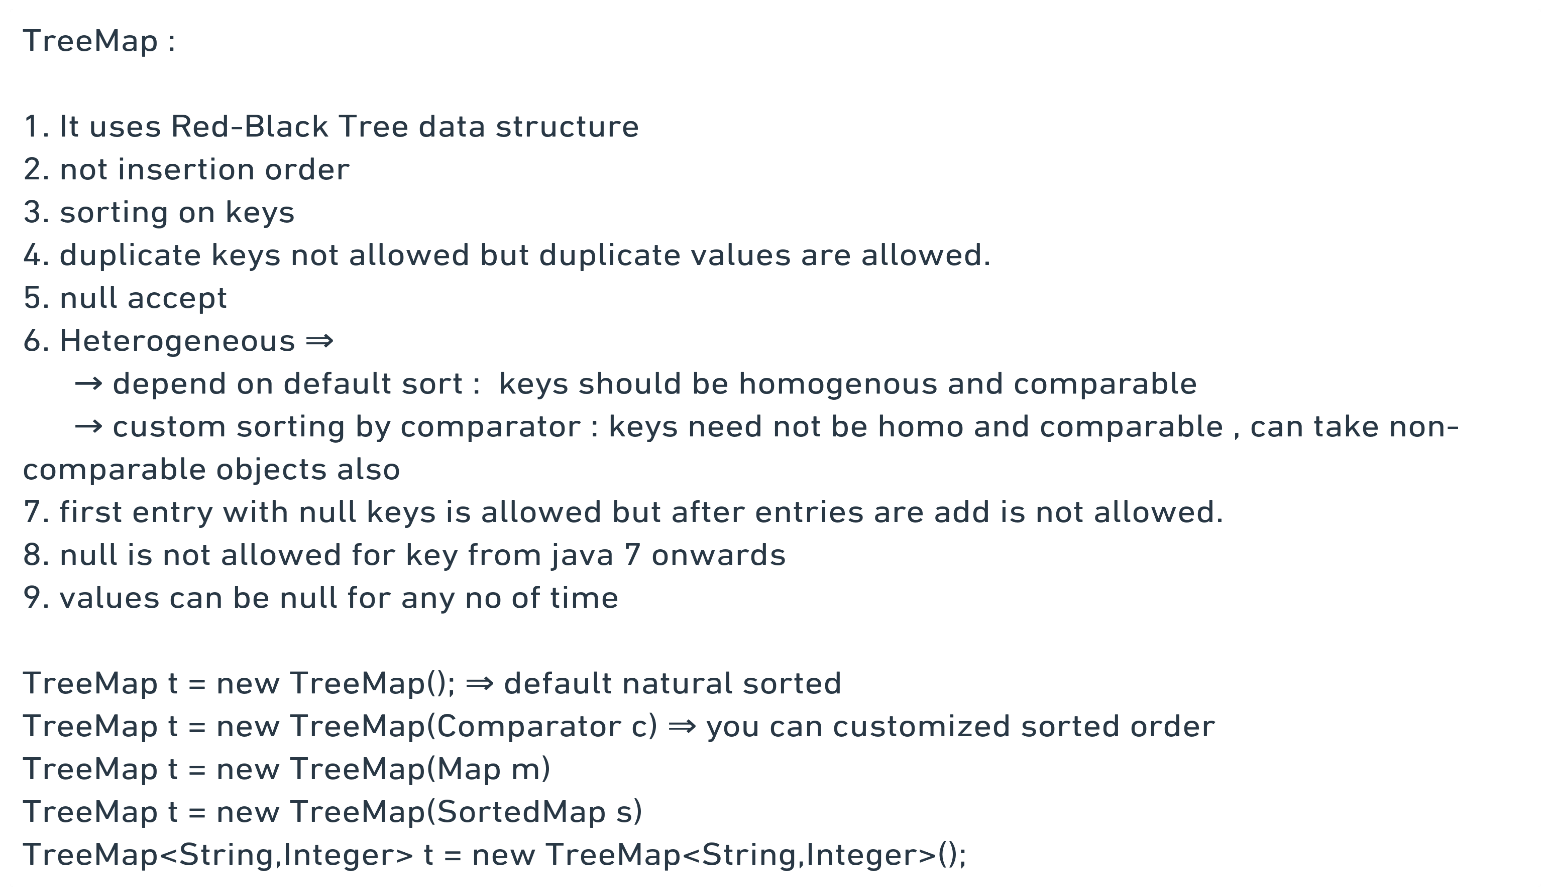 TreeMap :
1. It uses Red-Black Tree data structure
2. not insertion order
3. sorting on keys
4. duplicate keys not allowed but duplicate values are allowed.
5. null accept
6. Heterogeneous ⇒
→ depend on default sort :  keys should be homogenous and comparable
→ custom sorting by comparator : keys need not be homo and comparable , can take non-
comparable objects also
7. first entry with null keys is allowed but after entries are add is not allowed.
8. null is not allowed for key from java 7 onwards
9. values can be null for any no of time
TreeMap t = new TreeMap(); ⇒ default natural sorted
TreeMap t = new TreeMap(Comparator c) ⇒ you can customized sorted order
TreeMap t = new TreeMap(Map m)
TreeMap t = new TreeMap(SortedMap s)
TreeMap<String,Integer> t = new TreeMap<String,Integer>();